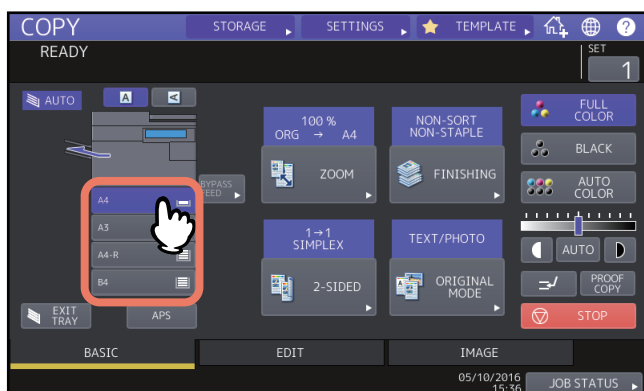 COPY
STORAGE
SETTINGS
TEMPLATE
?
READY
SET
1
AUTO
A
A
100 %
ORG → A4
NON-SORT
NON-STAPLE
FULL
COLOR
BLACK
ZOOM
FINISHING
AUTO
COLOR
BYPASS
FEED
A4
A3
A4-R
B4
1→1
SIMPLEX
TEXT/PHOTO
AUTO
2-SIDED
ORIGINAL
MODE
PROOF
COPY
EXIT
TRAY
APS
STOP
BASIC
EDIT
IMAGE
05/10/2016
15:36
JOB STATUS